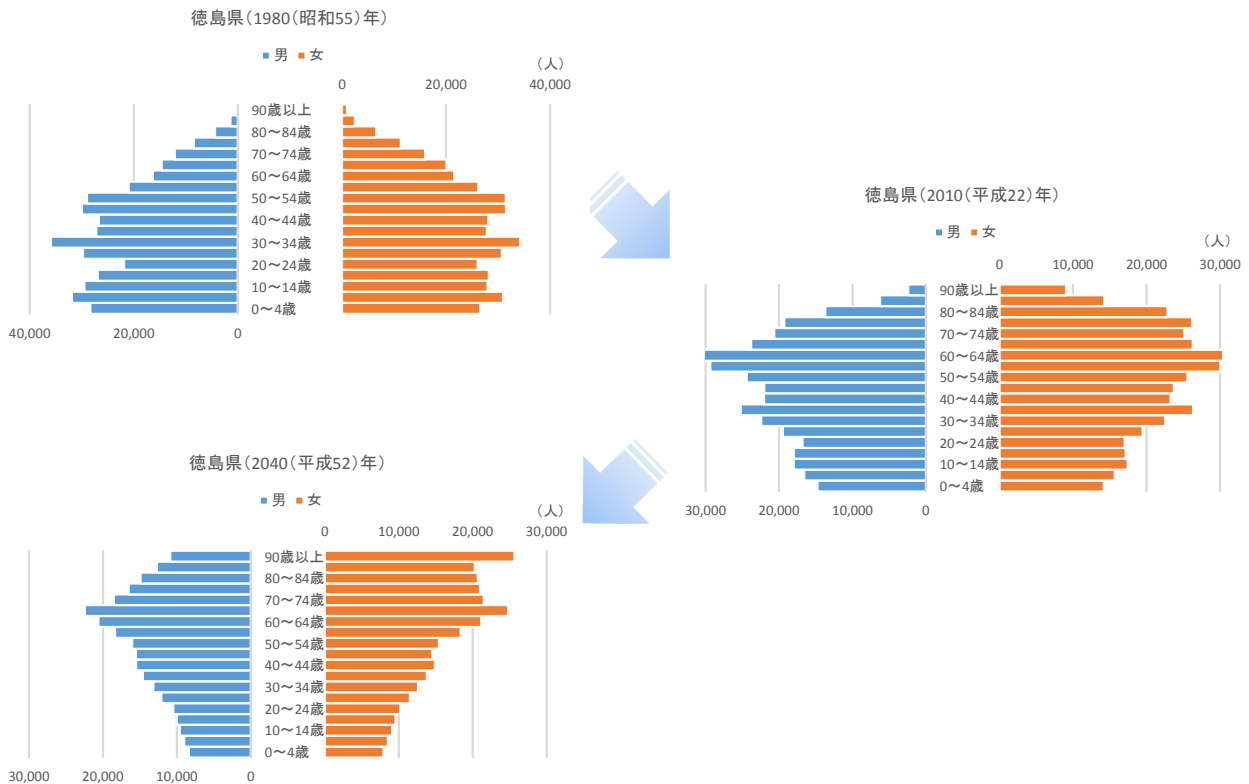 徳島県(1980(昭和55)年)
■男 ■女
(人)
0 20,000 40,000
90歳以上
80～84歳
70～74歳
60～64歳
50～54歳
40～44歳
30～34歳
20～24歳
10～14歳
0～4歳
40,000 20,000 0
徳島県(2010(平成22)年)
■男 ■女
(人)
0 10,000 20,000 30,000
90歳以上
80～84歳
70～74歳
60～64歳
50～54歳
40～44歳
30～34歳
20～24歳
10～14歳
0～4歳
30,000 20,000 10,000 0
徳島県(2040(平成52)年)
■男 ■女
(人)
0 10,000 20,000 30,000
90歳以上
80～84歳
70～74歳
60～64歳
50～54歳
40～44歳
30～34歳
20～24歳
10～14歳
0～4歳
30,000 20,000 10,000 0